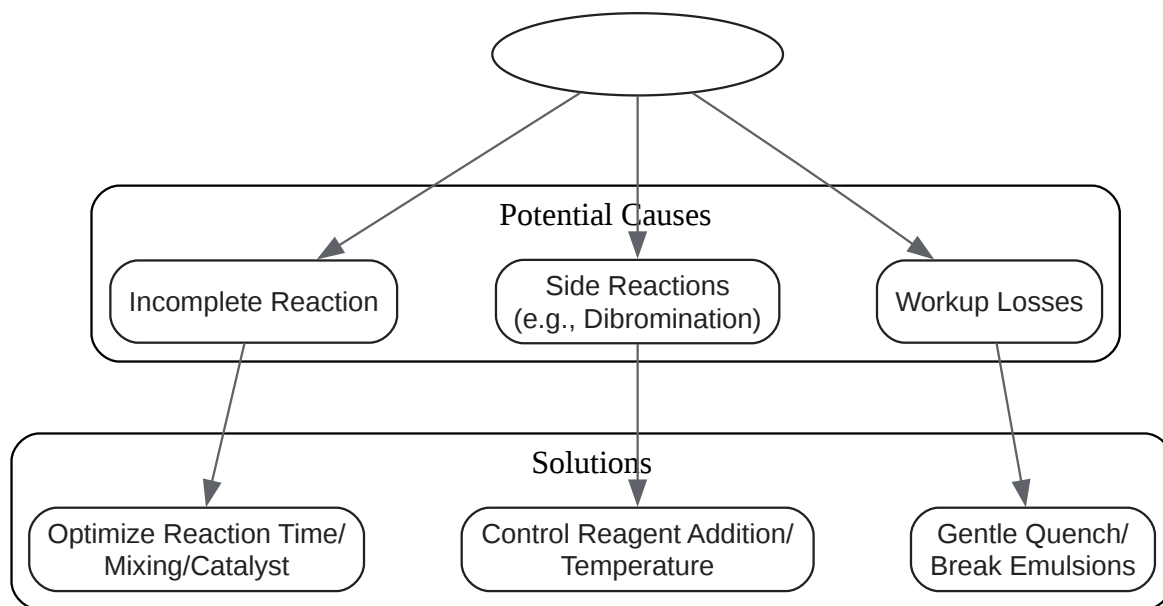 Potential Causes
Incomplete Reaction
Side Reactions
(e.g., Dibromination)
Workup Losses
Solutions
Optimize Reaction Time/
Mixing/Catalyst
Control Reagent Addition/
Temperature
Gentle Quench/
Break Emulsions